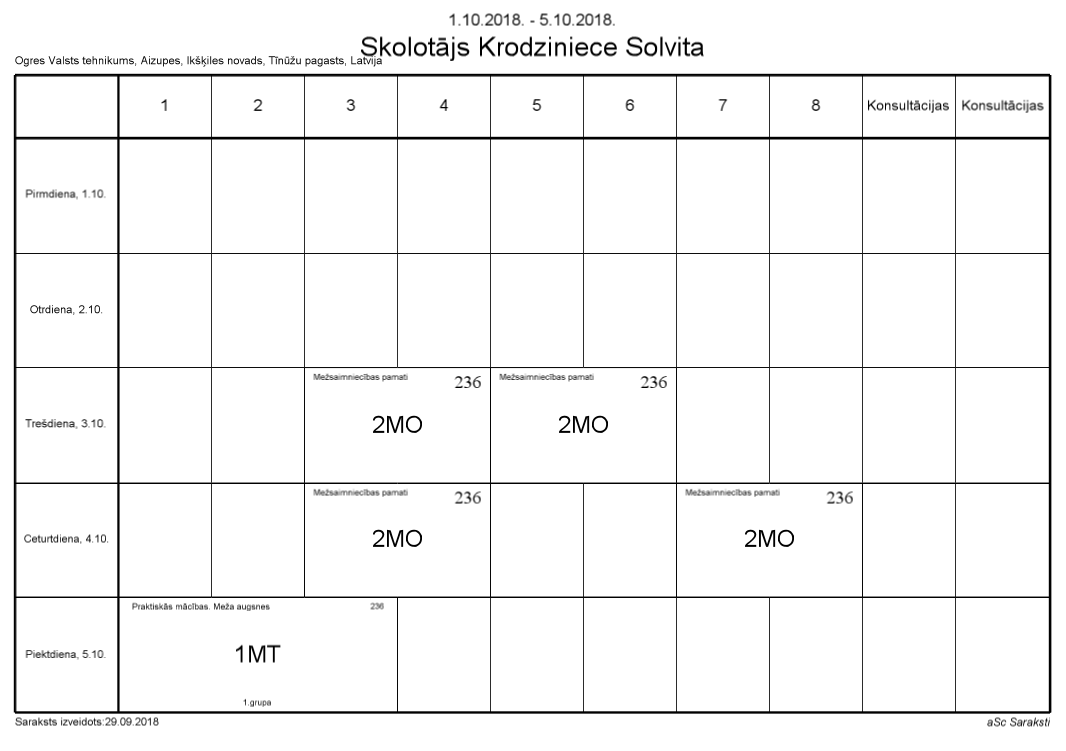 1.10.2018. - 5.10.2018.
Skolotājs Krodziniece Solvita
Ogres Valsts tehnikums, Aizupes, Ikšķiles novads, Tīnūžu pagasts, Latvija
1 2 3 4 5 6 7 8 Konsultācijas Konsultācijas
Pirmdiena, 1.10.
Otrdiena, 2.10.
Mežsaimniecības pamati 236 Mežsaimniecības pamati 236
Trešdiena, 3.10. 2MO 2MO
Mežsaimniecības pamati 236 Mežsaimniecības pamati 236
Ceturtdiena, 4.10. 2MO 2MO
Praktiskās mācības. Meža augsnes 236
Piektdiena, 5.10. 1MT
1.grupa
Saraksts izveidots:29.09.2018 aSc Saraksti